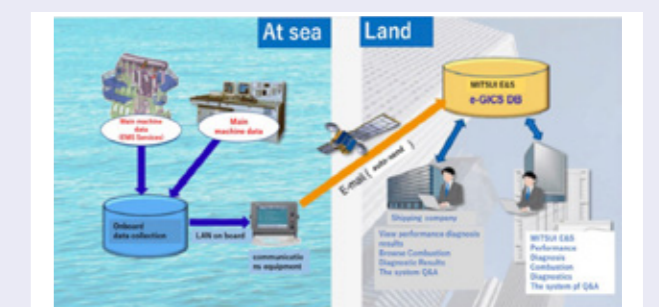 At sea
Land
Main machine
data
(EMS Services)
Main
machine data
MITSUI E&S
e-GICS DB
E-mail ( auto-send )
Onboard
data collection
LAN on board
communicatio
ns equipment
Shipping company
View performance diagnosis
results
Browse Combustion
Diagnostic Results
The system Q&A
MITSUI E&S
Performance
Diagnosis
Combustion
Diagnostics
The system pf Q&A